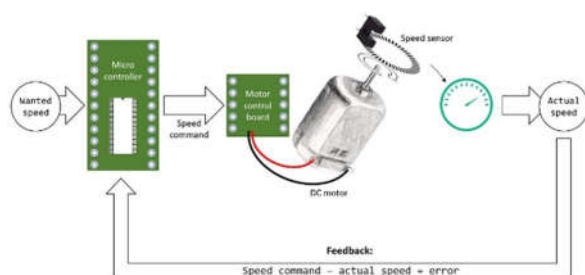 Speed sensor
Micro
controller
Wanted
speed
Motor
control
board
Actual
speed
Speed
command
DC motor
Feedback:
Speed command – actual speed = error